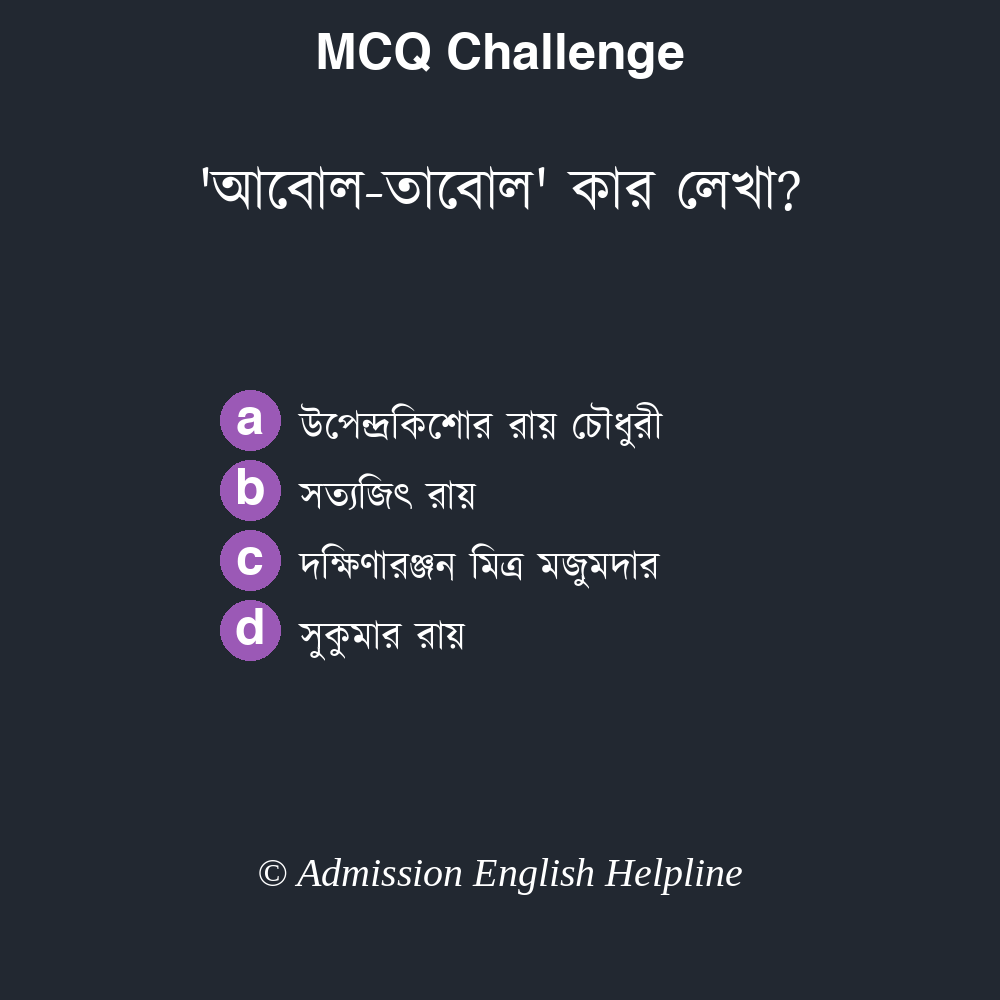 MCQ Challenge
'আবোল-তাবোল' কার লেখা?
a উপেন্দ্রকিশোর রায় চৌধুরী
b সত্যজিৎ রায়
c দক্ষিণারঞ্জন মিত্র মজুমদার
d সুকুমার রায়
© Admission English Helpline